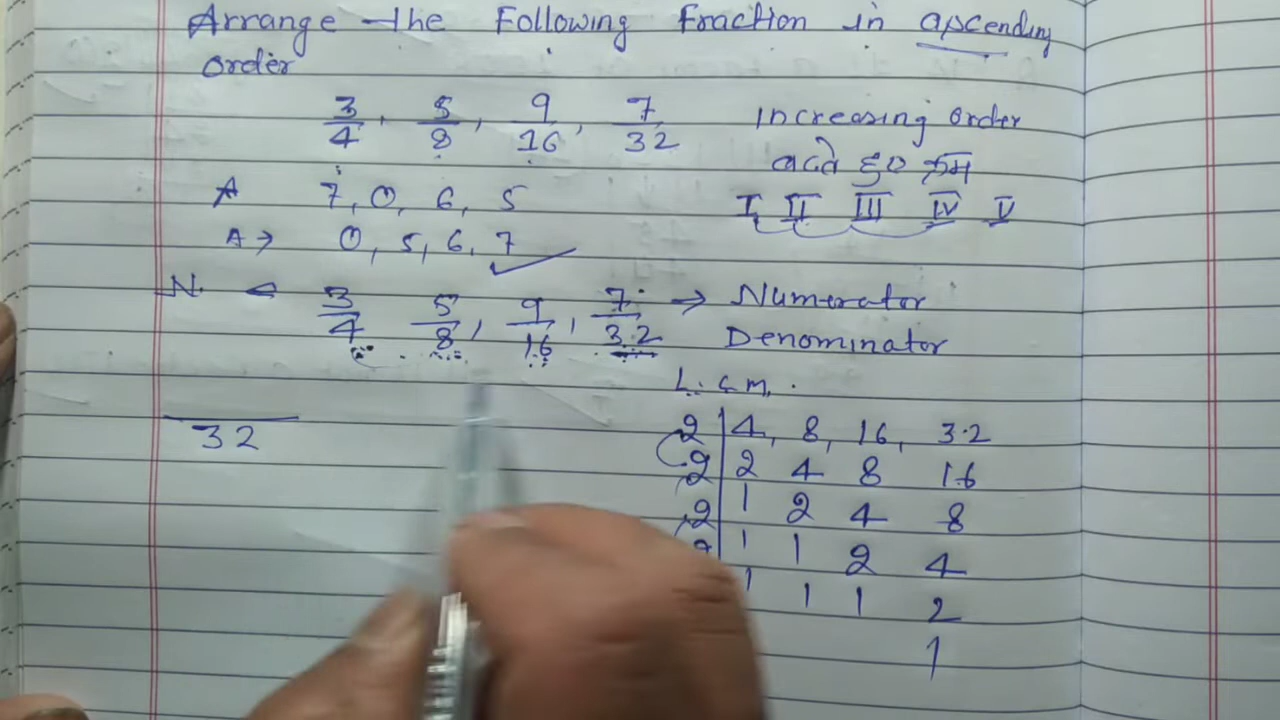 Arrange the Following Fraction in ascending
order
3/4, 5/8, 9/16, 7/32
Increasing order
बढते हुए क्रम
A 7, 0, 6, 5
I II III IV V
A → 0, 5, 6, 7 ✓
N. ← 3/4 5/8, 9/16, 7/32 → Numerator
Denominator
L.C.M.
32
2 | 4, 8, 16, 32
2 | 2 4 8 16
2 | 1 2 4 8
2 | 1 1 2 4
1 1 1 2
1